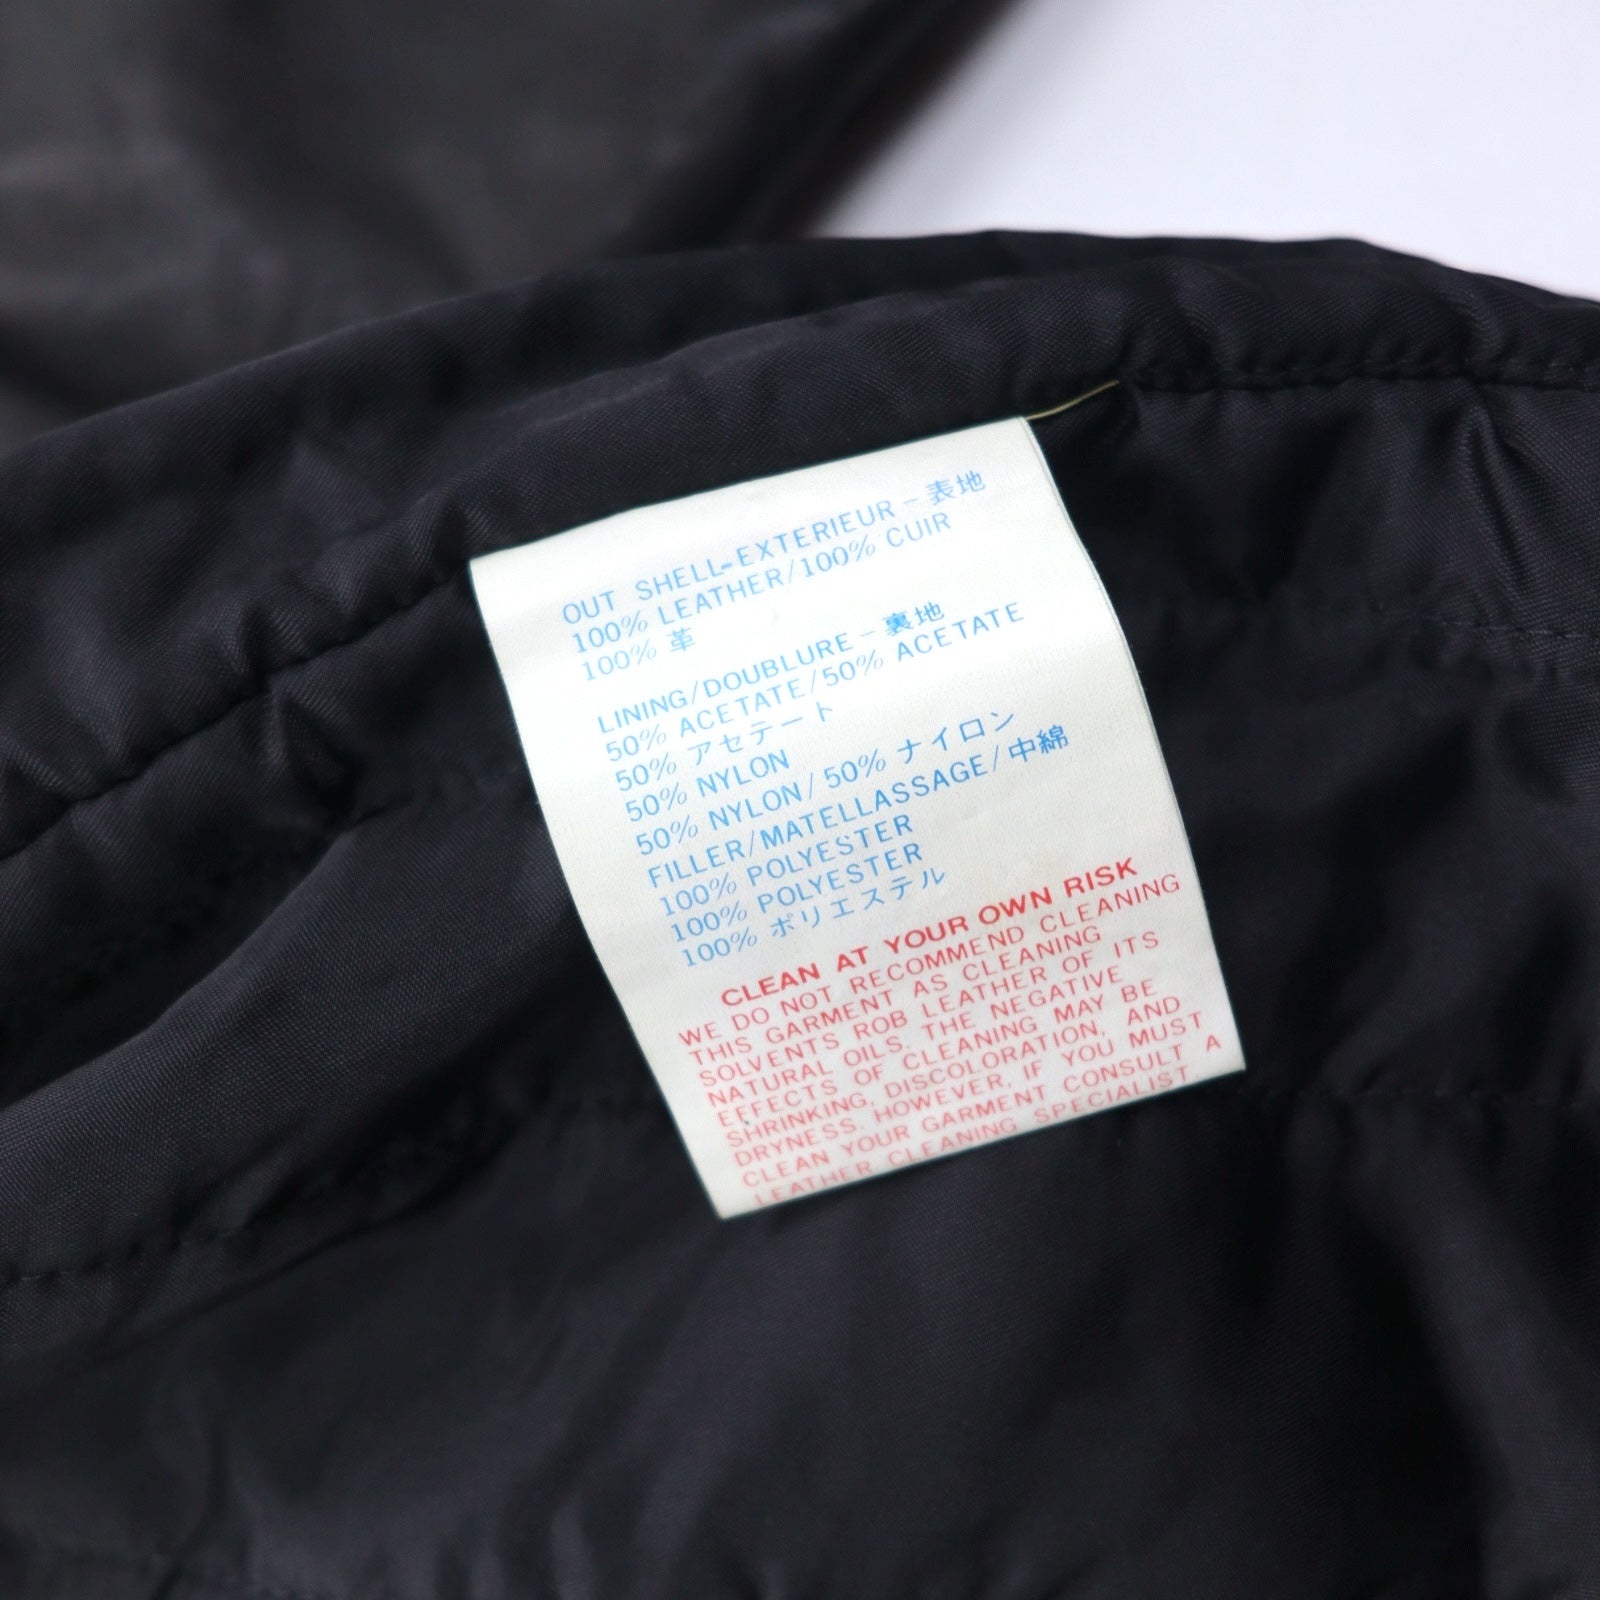 OUT SHELL-EXTERIEUR-表地
100% LEATHER/100% CUIR
100% 革
LINING/DOUBLURE-裏地
50% ACETATE/50% ACETATE
50% アセテート
50% NYLON
50% NYLON/50% ナイロン
FILLER/MATELLASSAGE/中綿
100% POLYESTER
100% POLYESTER
100% ポリエステル
CLEAN AT YOUR OWN RISK
WE DO NOT RECOMMEND CLEANING
THIS GARMENT AS CLEANING
SOLVENTS ROB LEATHER OF ITS
NATURAL OILS. THE NEGATIVE
EFFECTS OF CLEANING MAY BE
SHRINKING, DISCOLORATION, AND
DRYNESS. HOWEVER, IF YOU MUST
CLEAN YOUR GARMENT CONSULT A
LEATHER CLEANING SPECIALIST